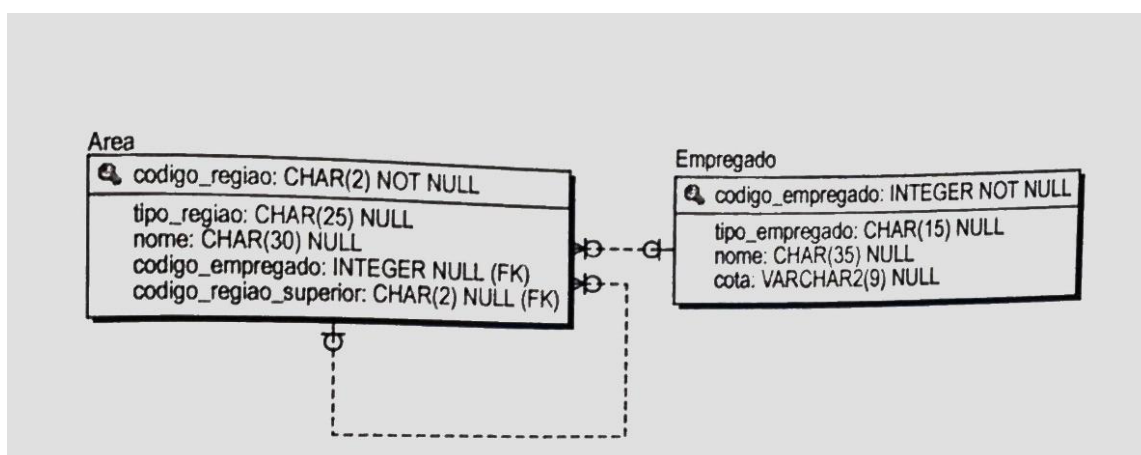 Area
codigo_regiao: CHAR(2) NOT NULL
tipo_regiao: CHAR(25) NULL
nome: CHAR(30) NULL
codigo_empregado: INTEGER NULL (FK)
codigo_regiao_superior: CHAR(2) NULL (FK)
Empregado
codigo_empregado: INTEGER NOT NULL
tipo_empregado: CHAR(15) NULL
nome: CHAR(35) NULL
cota: VARCHAR2(9) NULL